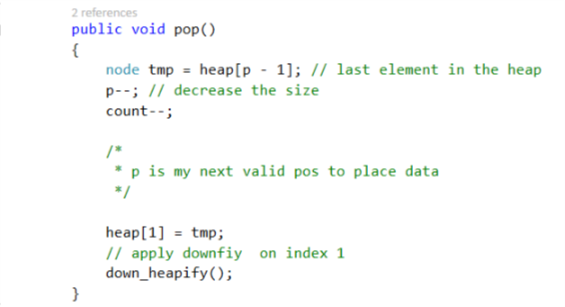 2 references
public void pop()
{
node tmp = heap[p - 1]; // last element in the heap
p--; // decrease the size
count--;
/*
* p is my next valid pos to place data
*/
heap[1] = tmp;
// apply downfiy  on index 1
down_heapify();
}